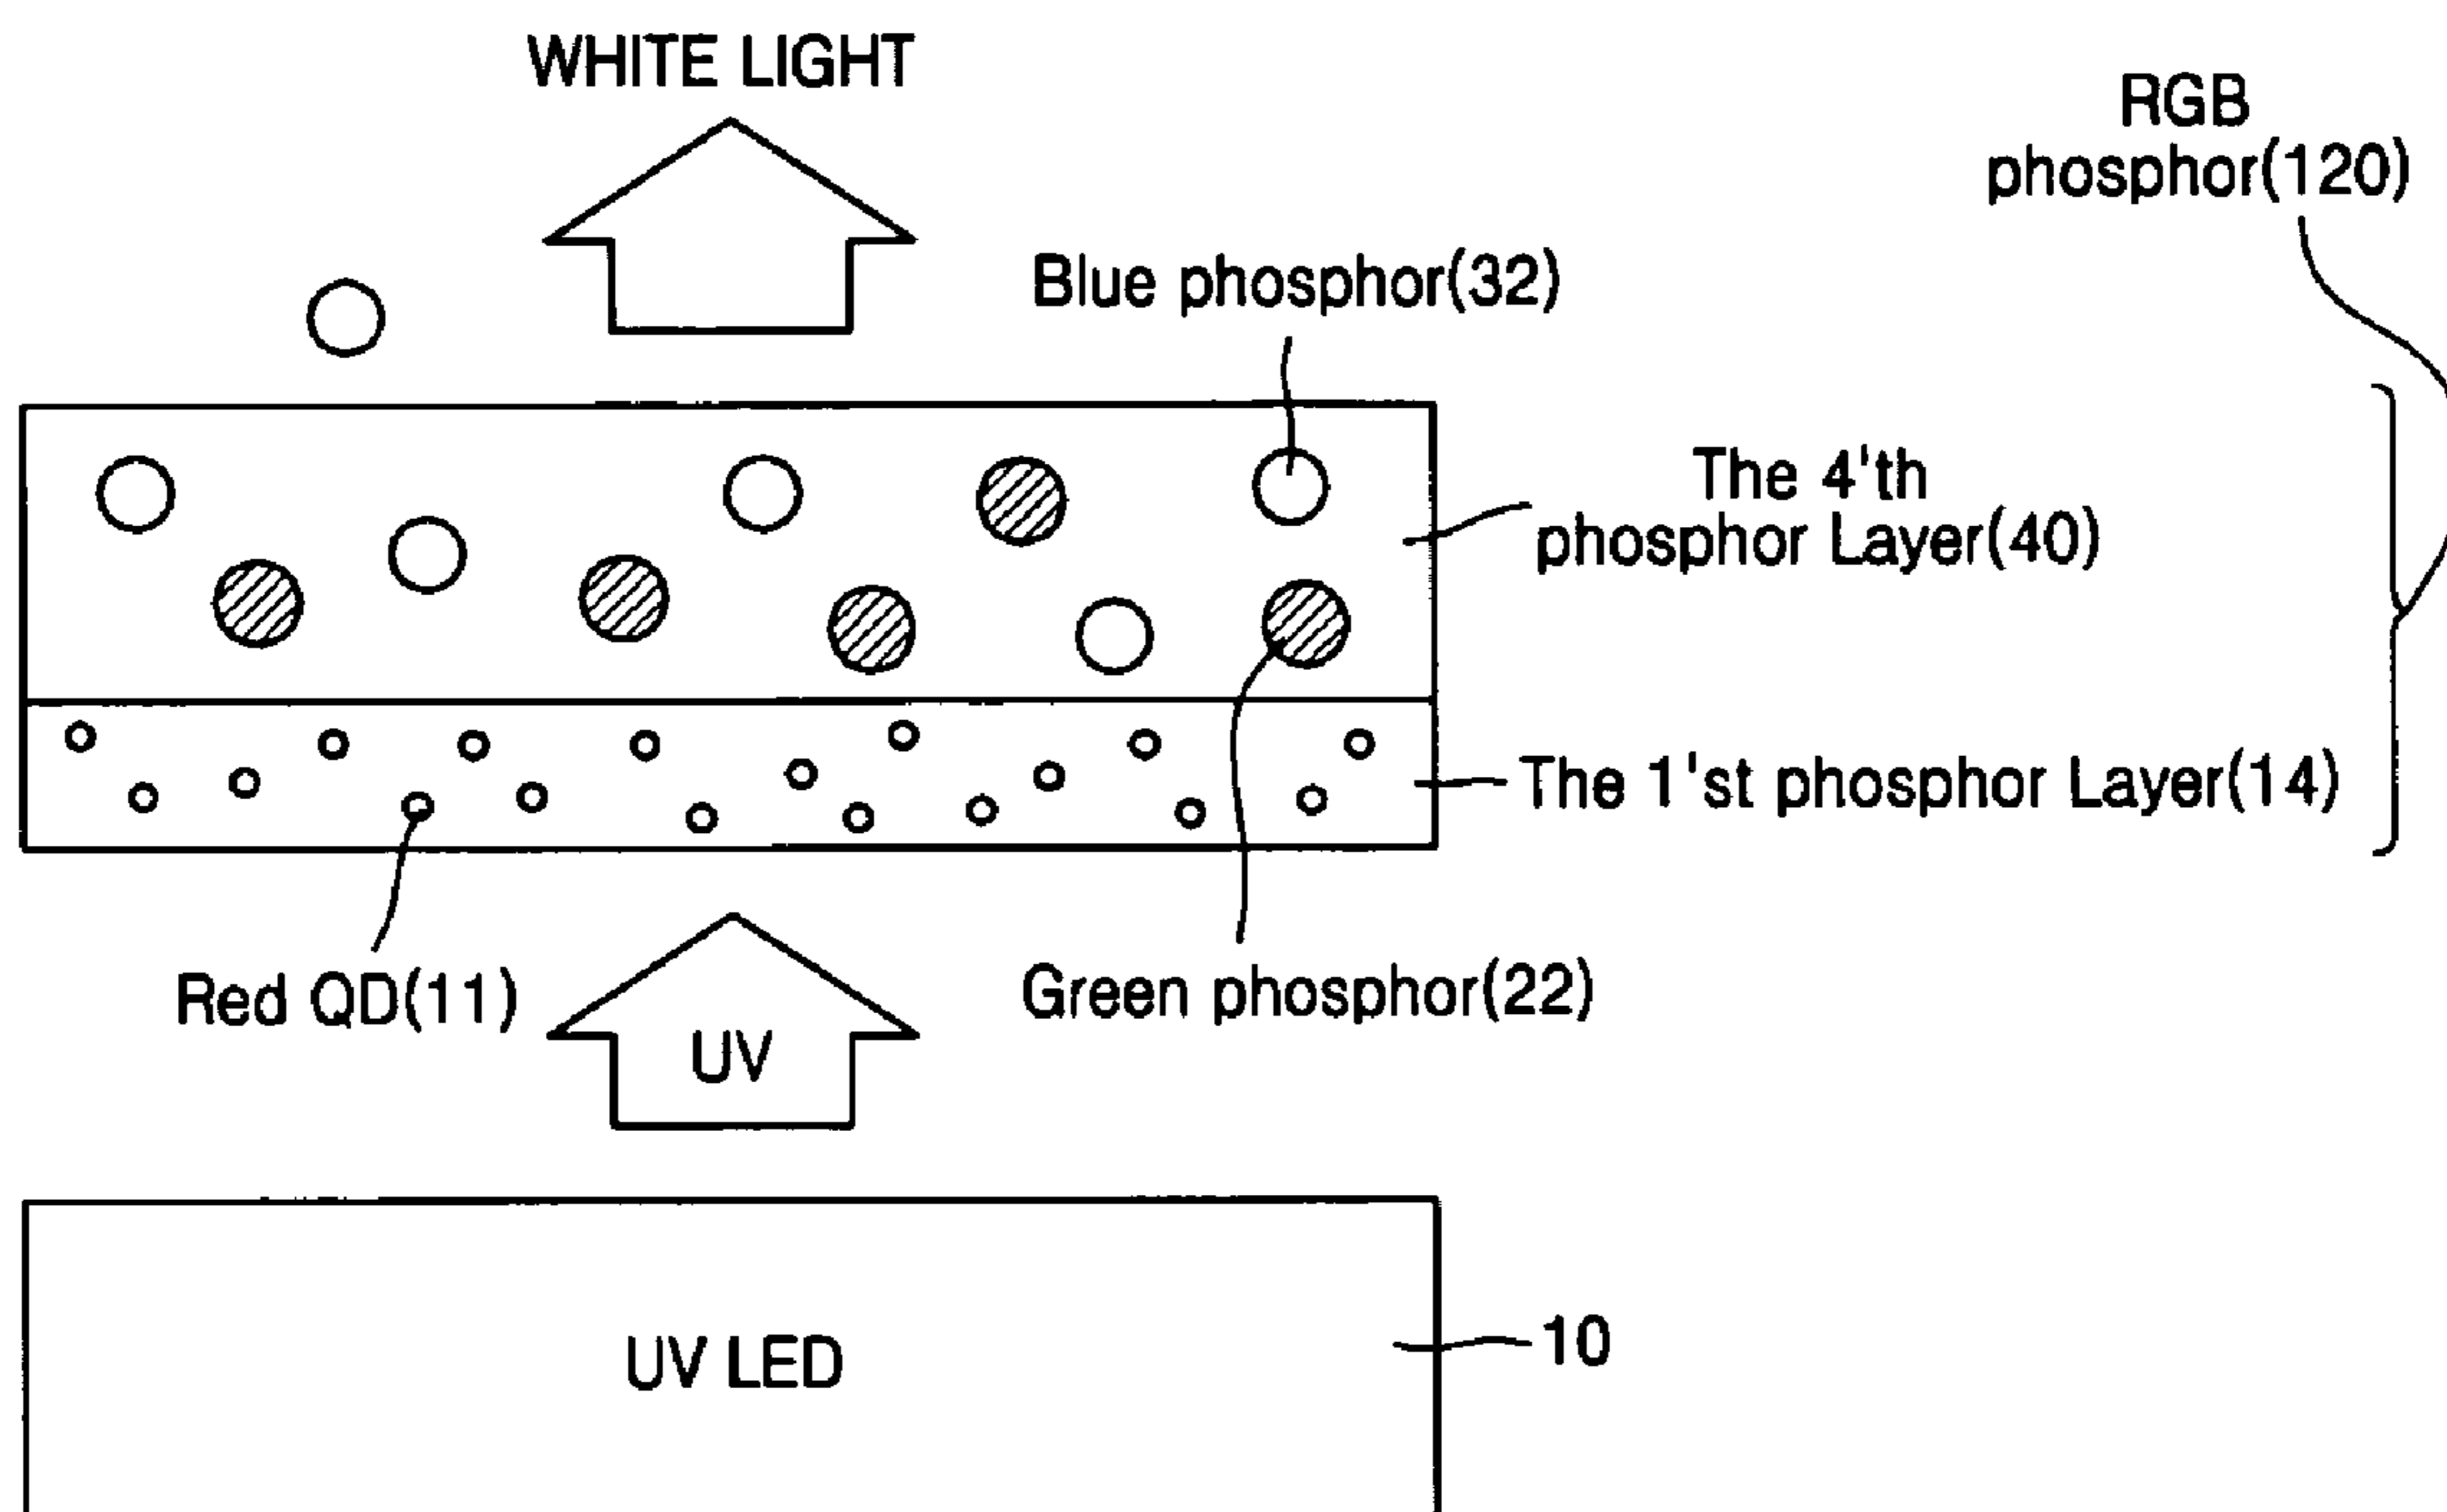 WHITE LIGHT
RGB
phosphor(120)
Blue phosphor(32)
The 4'th
phosphor Layer(40)
The 1'st phosphor Layer(14)
Red QD(11)
Green phosphor(22)
UV
UV LED
10